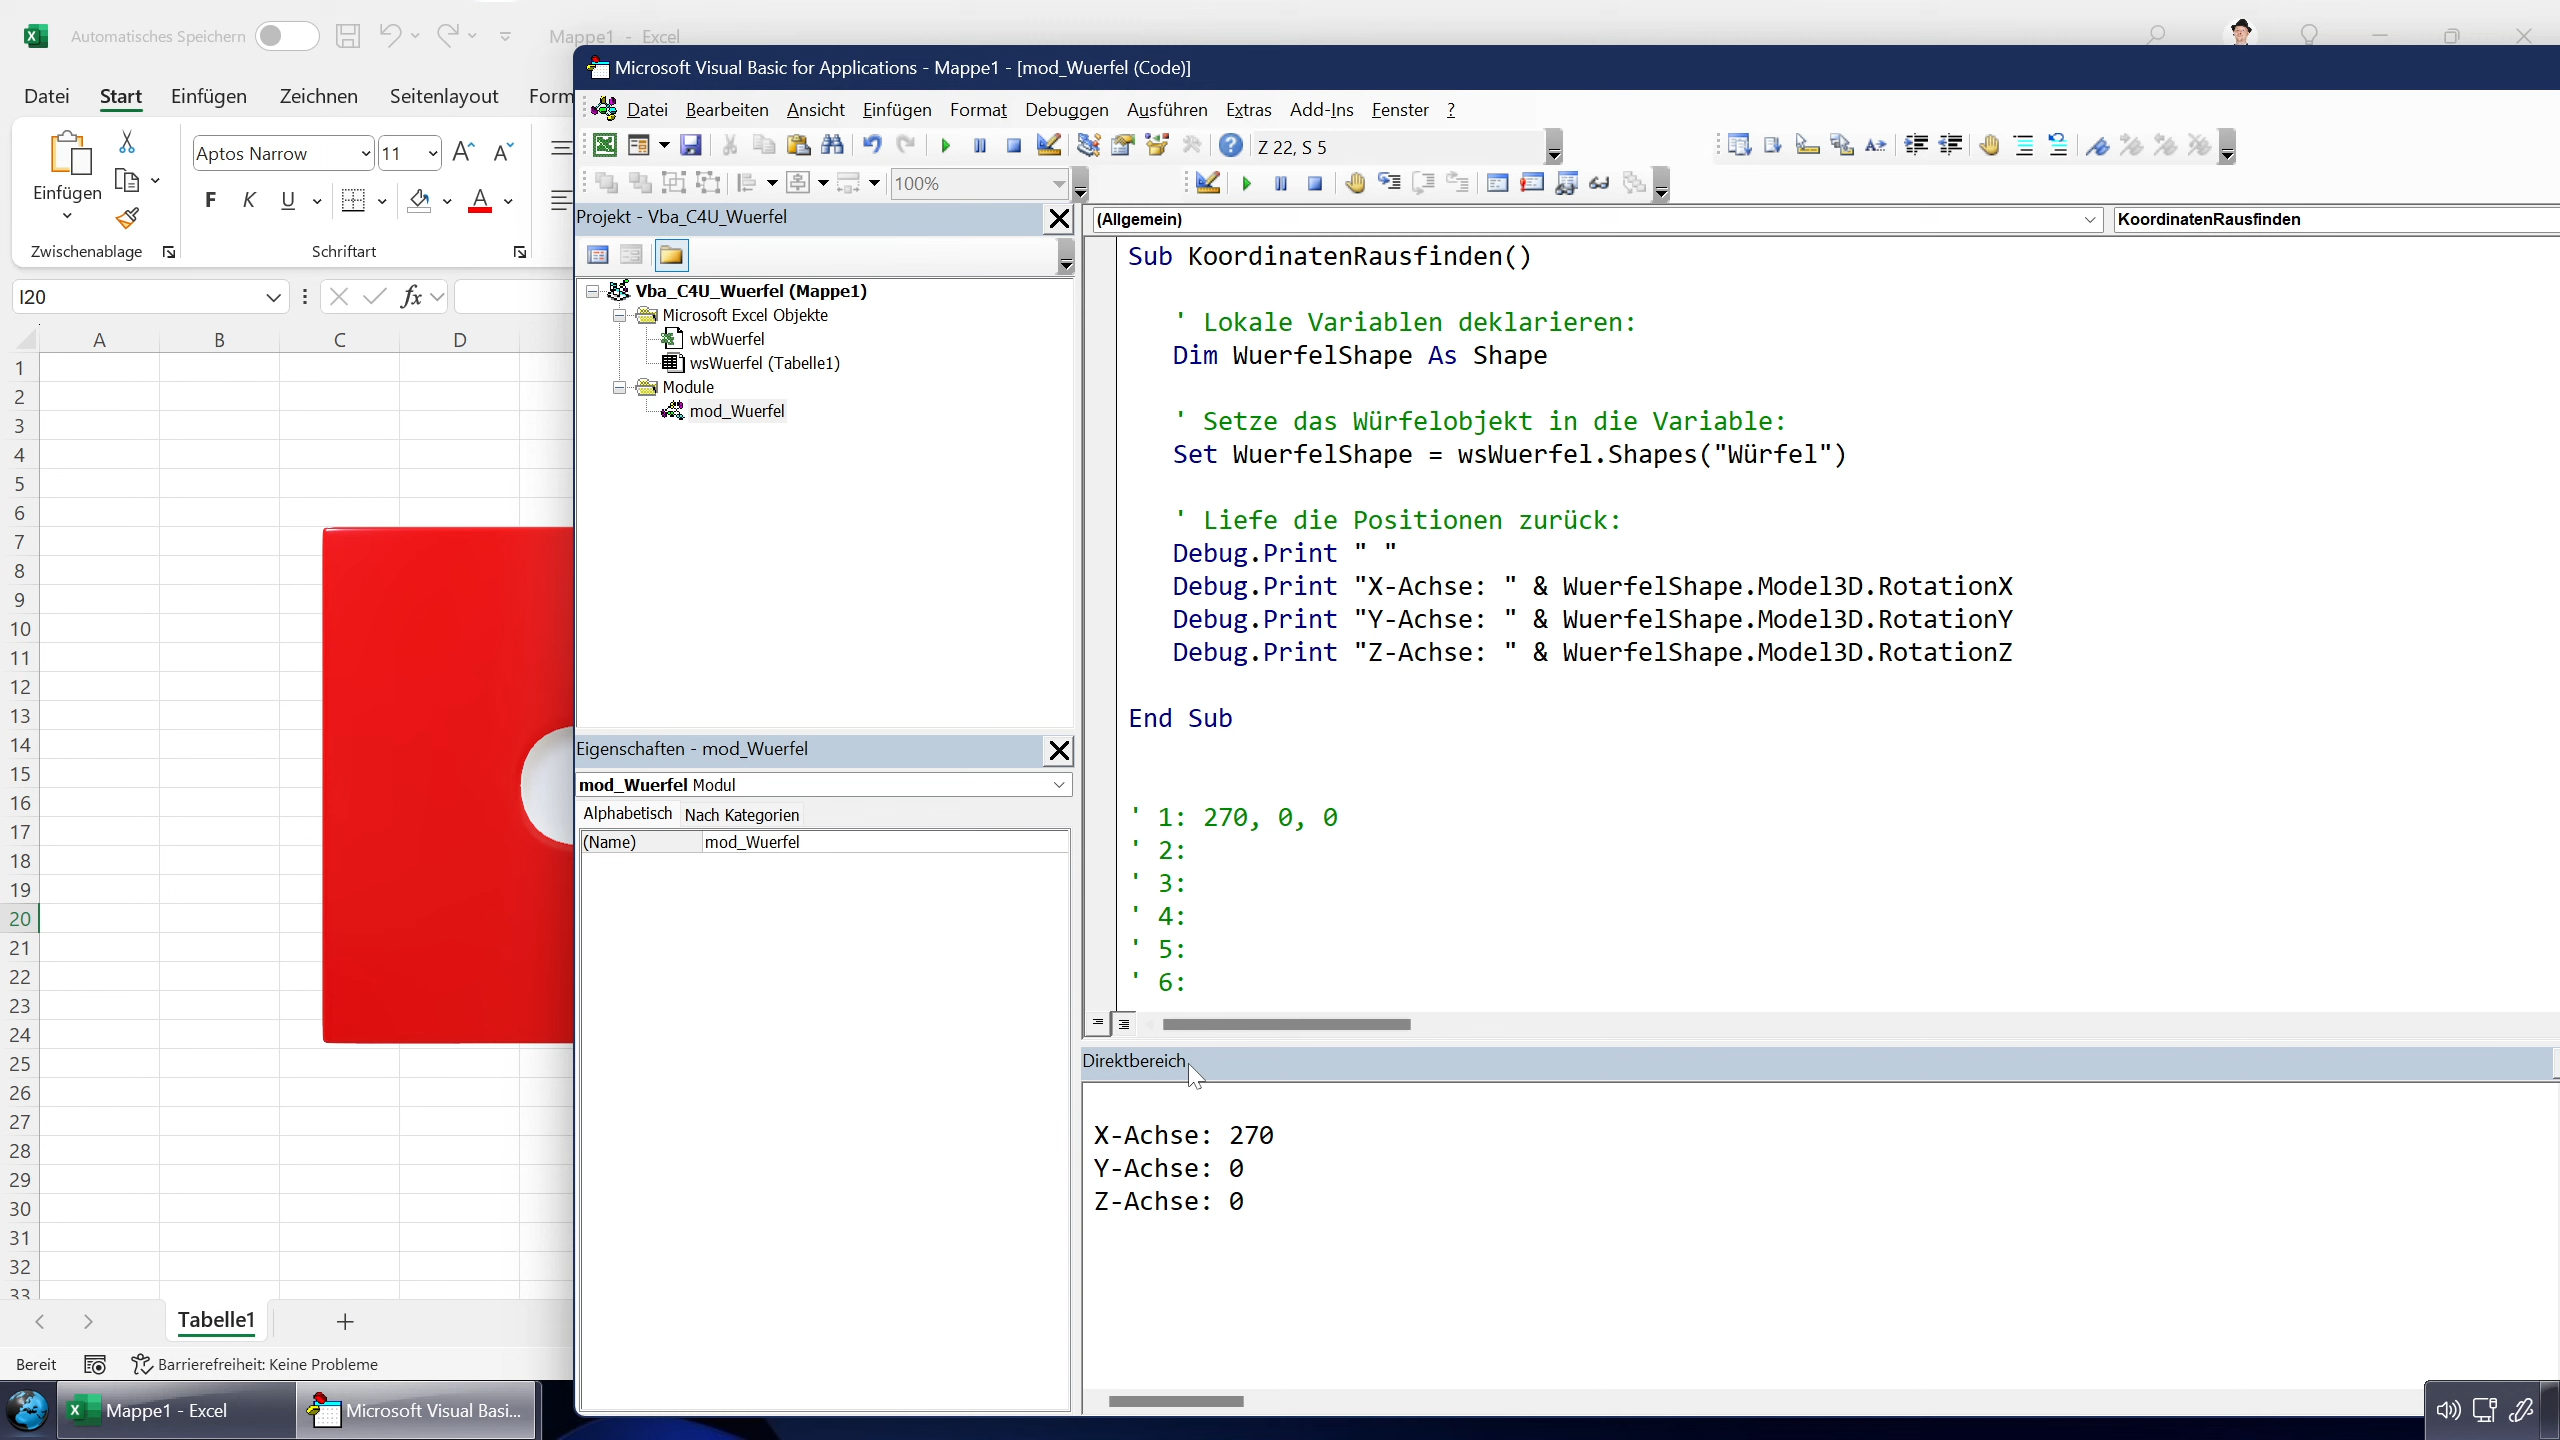 Automatisches Speichern
Mappe1 - Excel
Datei Start Einfügen Zeichnen Seitenlayout Form
Einfügen
Aptos Narrow 11
F K U A
Zwischenablage Schriftart
I20
fx
A B C D
1
2
3
4
5
6
7
8
9
10
11
12
13
14
15
16
17
18
19
20
21
22
23
24
25
26
27
28
29
30
31
32
33
Tabelle1
Bereit Barrierefreiheit: Keine Probleme
Mappe1 - Excel Microsoft Visual Basi...
Microsoft Visual Basic for Applications - Mappe1 - [mod_Wuerfel (Code)]
Datei Bearbeiten Ansicht Einfügen Format Debuggen Ausführen Extras Add-Ins Fenster ?
Z 22, S 5
100%
Projekt - Vba_C4U_Wuerfel
Vba_C4U_Wuerfel (Mappe1)
Microsoft Excel Objekte
wbWuerfel
wsWuerfel (Tabelle1)
Module
mod_Wuerfel
Eigenschaften - mod_Wuerfel
mod_Wuerfel Modul
Alphabetisch Nach Kategorien
(Name) mod_Wuerfel
(Allgemein) KoordinatenRausfinden
Sub KoordinatenRausfinden()
' Lokale Variablen deklarieren:
Dim WuerfelShape As Shape
' Setze das Würfelobjekt in die Variable:
Set WuerfelShape = wsWuerfel.Shapes("Würfel")
' Liefe die Positionen zurück:
Debug.Print " "
Debug.Print "X-Achse: " & WuerfelShape.Model3D.RotationX
Debug.Print "Y-Achse: " & WuerfelShape.Model3D.RotationY
Debug.Print "Z-Achse: " & WuerfelShape.Model3D.RotationZ
End Sub
' 1: 270, 0, 0
' 2:
' 3:
' 4:
' 5:
' 6:
Direktbereich
X-Achse: 270
Y-Achse: 0
Z-Achse: 0